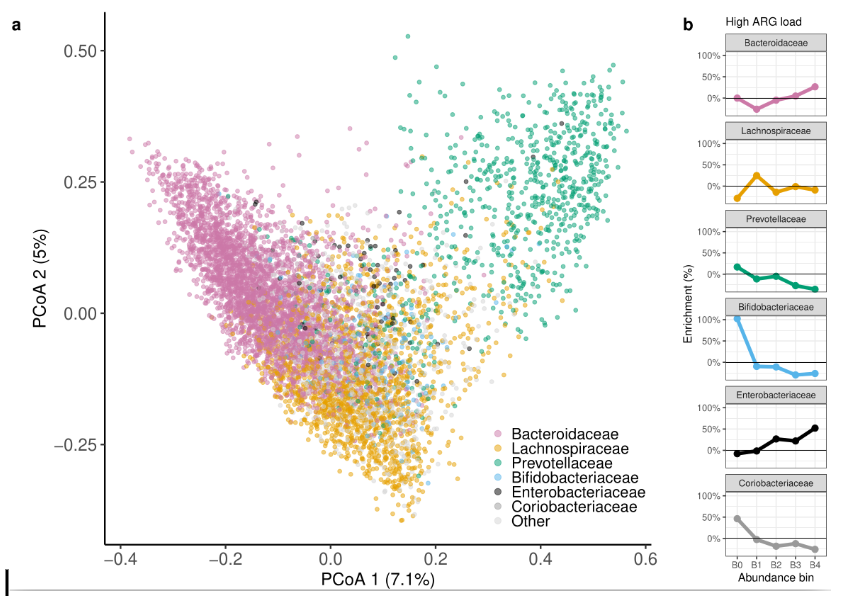 a
0.50
0.25
0.00
−0.25
PCoA 2 (5%)
−0.4
−0.2
0.0
0.2
0.4
0.6
PCoA 1 (7.1%)
Bacteroidaceae
Lachnospiraceae
Prevotellaceae
Bifidobacteriaceae
Enterobacteriaceae
Coriobacteriaceae
Other
b
High ARG load
Enrichment (%)
Bacteroidaceae
100%
50%
0%
Lachnospiraceae
100%
50%
0%
Prevotellaceae
100%
50%
0%
Bifidobacteriaceae
100%
50%
0%
Enterobacteriaceae
100%
50%
0%
Coriobacteriaceae
100%
50%
0%
B0 B1 B2 B3 B4
Abundance bin